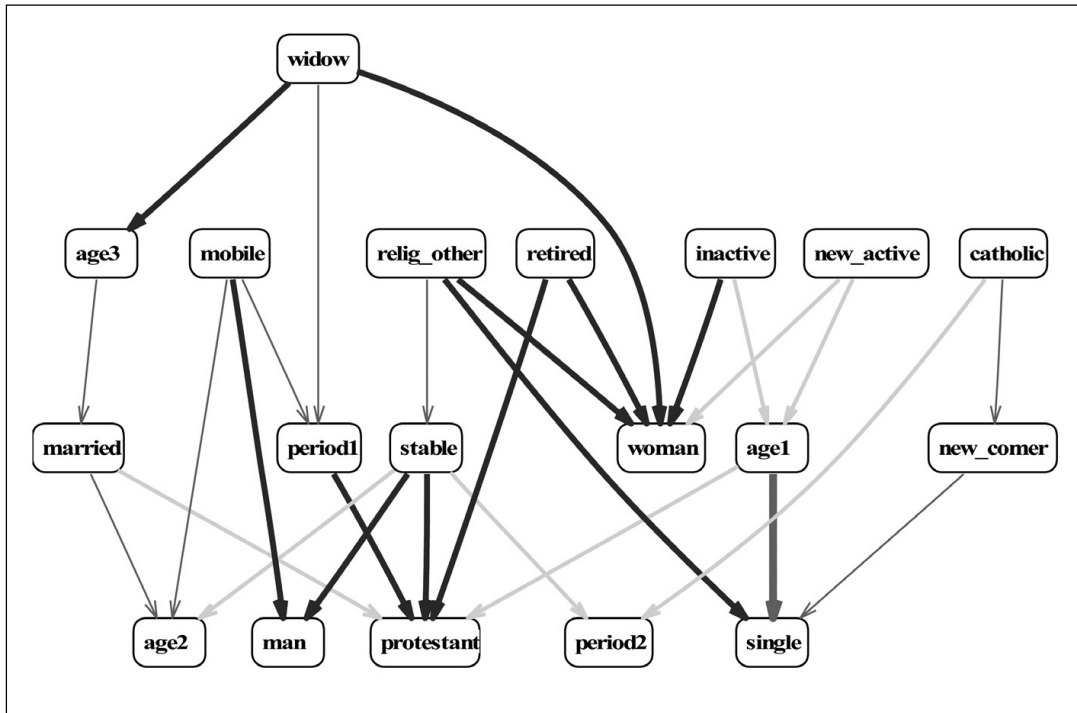 widow
age3
mobile
relig_other
retired
inactive
new_active
catholic
married
period1
stable
woman
age1
new_comer
age2
man
protestant
period2
single